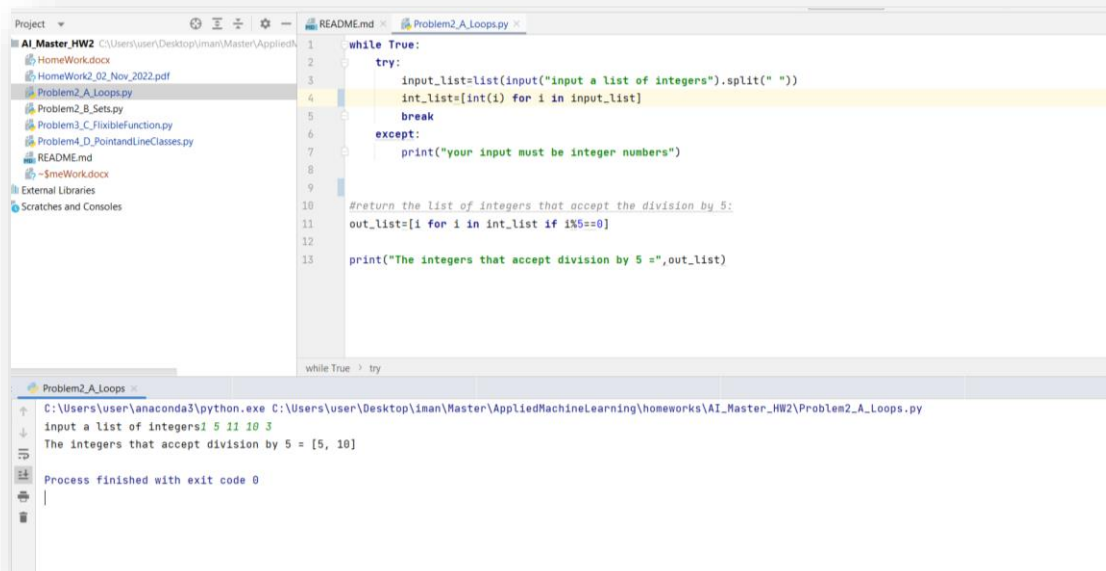 Project
AI_Master_HW2 C:\Users\user\Desktop\iman\Master\AppliedM
HomeWork.docx
HomeWork2_02_Nov_2022.pdf
Problem2_A_Loops.py
Problem2_B_Sets.py
Problem3_C_FlixibleFunction.py
Problem4_D_PointandLineClasses.py
README.md
~$meWork.docx
External Libraries
Scratches and Consoles
README.md Problem2_A_Loops.py
1 while True:
2 try:
3 input_list=list(input("input a list of integers").split(" "))
4 int_list=[int(i) for i in input_list]
5 break
6 except:
7 print("your input must be integer numbers")
8
9
10 #return the list of integers that accept the division by 5:
11 out_list=[i for i in int_list if i%5==0]
12
13 print("The integers that accept division by 5 =",out_list)
while True > try
Problem2_A_Loops
C:\Users\user\anaconda3\python.exe C:\Users\user\Desktop\iman\Master\AppliedMachineLearning\homeworks\AI_Master_HW2\Problem2_A_Loops.py
input a list of integers1 5 11 10 3
The integers that accept division by 5 = [5, 10]
Process finished with exit code 0